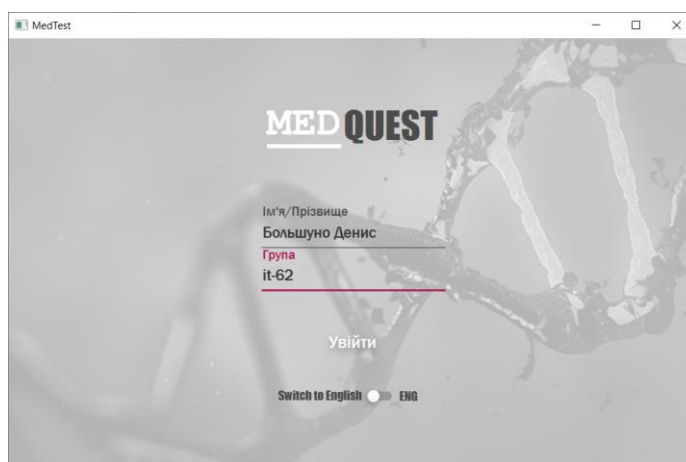 MedTest
MEDQUEST
Ім'я/Прізвище
Большуно Денис
Група
it-62
Увійти
Switch to English ENG